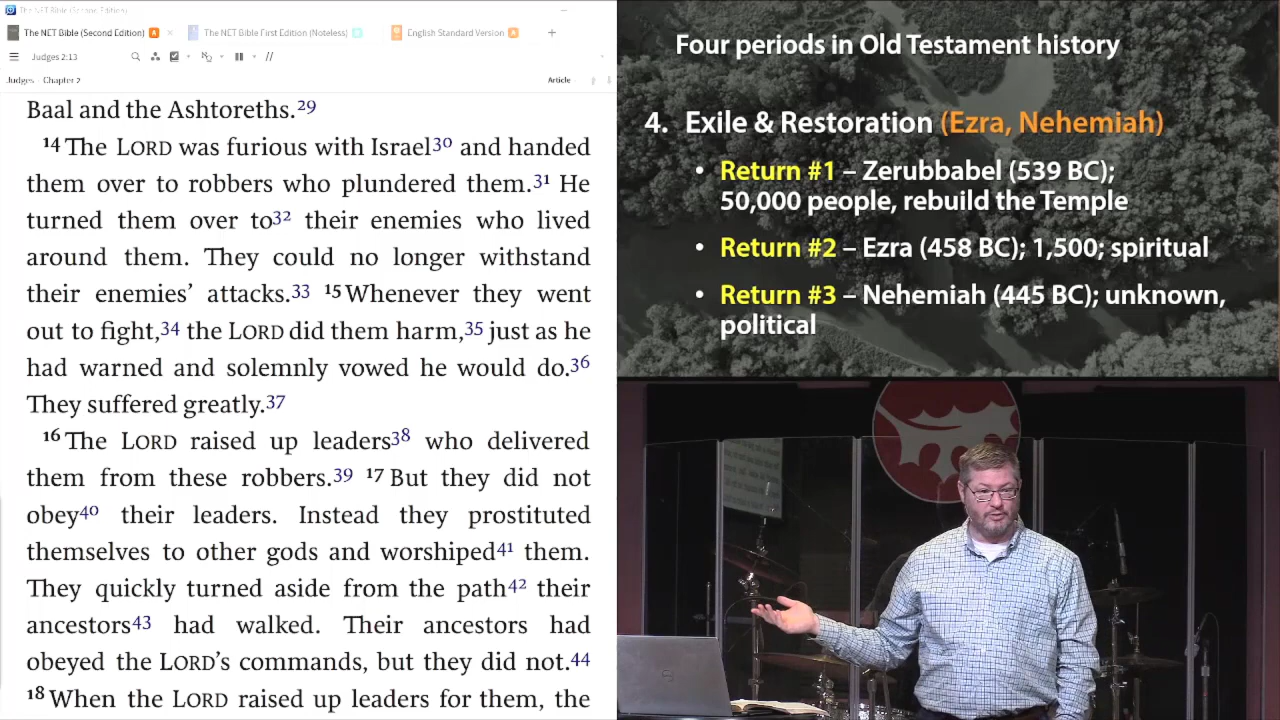 The NET Bible (Second Edition)
The NET Bible (Second Edition) A × The NET Bible First Edition (Noteless) English Standard Version A +
Judges 2:13
Judges Chapter 2 Article
Baal and the Ashtoreths.29
14 The LORD was furious with Israel30 and handed
them over to robbers who plundered them.31 He
turned them over to32 their enemies who lived
around them. They could no longer withstand
their enemies’ attacks.33 15 Whenever they went
out to fight,34 the LORD did them harm,35 just as he
had warned and solemnly vowed he would do.36
They suffered greatly.37
16 The LORD raised up leaders38 who delivered
them from these robbers.39 17 But they did not
obey40 their leaders. Instead they prostituted
themselves to other gods and worshiped41 them.
They quickly turned aside from the path42 their
ancestors43 had walked. Their ancestors had
obeyed the LORD’s commands, but they did not.44
18 When the LORD raised up leaders for them, the
Four periods in Old Testament history
4. Exile & Restoration (Ezra, Nehemiah)
• Return #1 – Zerubbabel (539 BC);
50,000 people, rebuild the Temple
• Return #2 – Ezra (458 BC); 1,500; spiritual
• Return #3 – Nehemiah (445 BC); unknown,
political